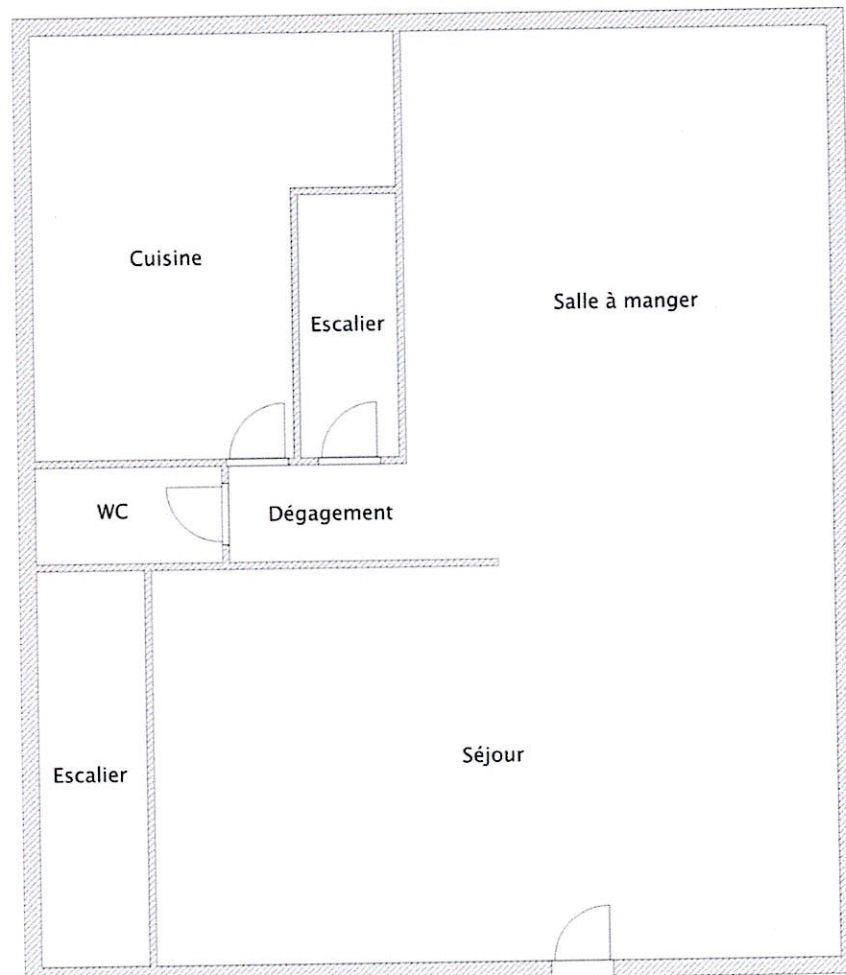 Cuisine
Escalier
Salle à manger
WC
Dégagement
Escalier
Séjour